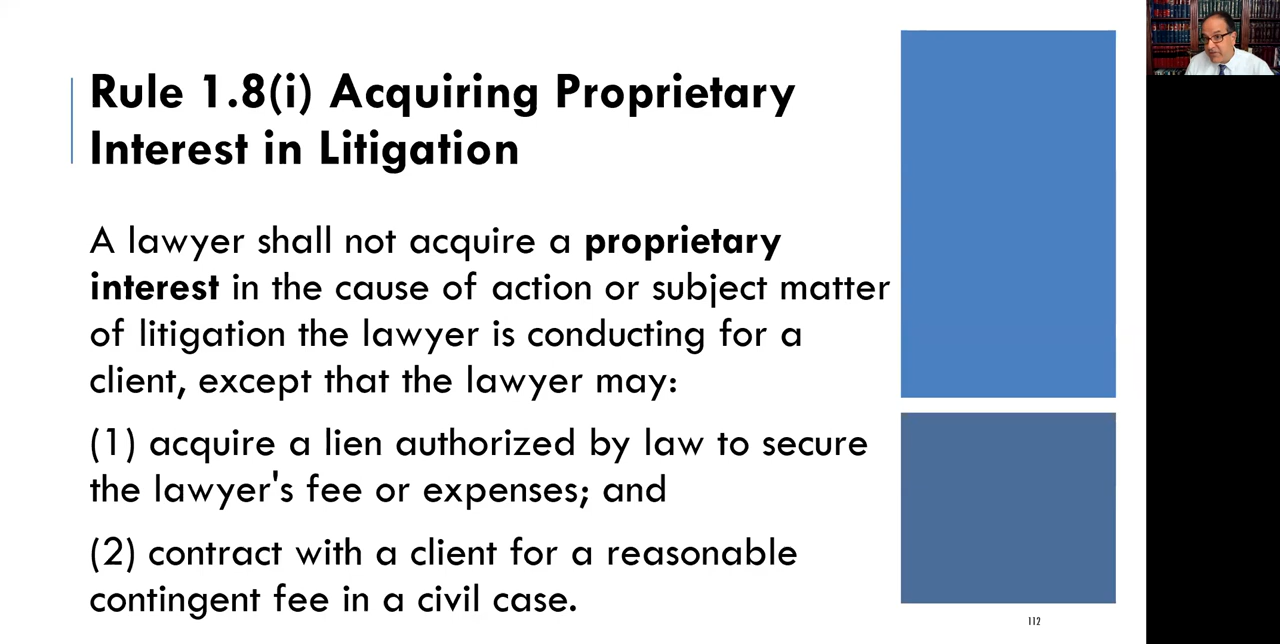 Rule 1.8(i) Acquiring Proprietary
Interest in Litigation
A lawyer shall not acquire a proprietary
interest in the cause of action or subject matter
of litigation the lawyer is conducting for a
client, except that the lawyer may:
(1) acquire a lien authorized by law to secure
the lawyer's fee or expenses; and
(2) contract with a client for a reasonable
contingent fee in a civil case.
112